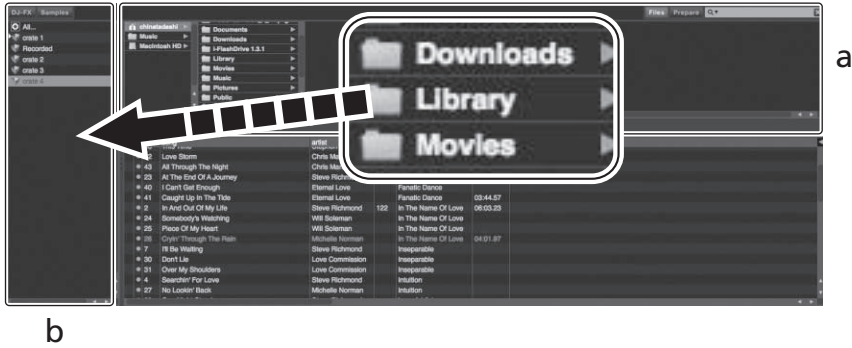 DJ-FX Samples
All...
crate 1
Recorded
crate 2
crate 3
crate 4
chinatadashi
Music
Macintosh HD
Documents
Downloads
i-FlashDrive 1.3.1
Library
Movies
Music
Pictures
Public
Files Prepare Q
Downloads
Library
Movies
a
artist
Love Storm Chris
43 All Through The Night Chris
23 At The End Of A Journey Steve
40 I Can't Get Enough Eternal Love Fanatic Dance
41 Caught Up In The Tide Eternal Love Fanatic Dance 03:44.57
2 In And Out Of My Life Steve Richmond 122 In The Name Of Love 06:03.23
24 Somebody's Watching Will Soleman In The Name Of Love
25 Piece Of My Heart Will Soleman In The Name Of Love
26 Cryin' Through The Rain Michelle Norman In The Name Of Love 04:01.97
7 I'll Be Waiting Steve Richmond Inseparable
30 Don't Lie Love Commission Inseparable
31 Over My Shoulders Love Commission Inseparable
4 Searchin' For Love Steve Richmond Intuition
27 No Lookin' Back Michelle Norman Intuition
b